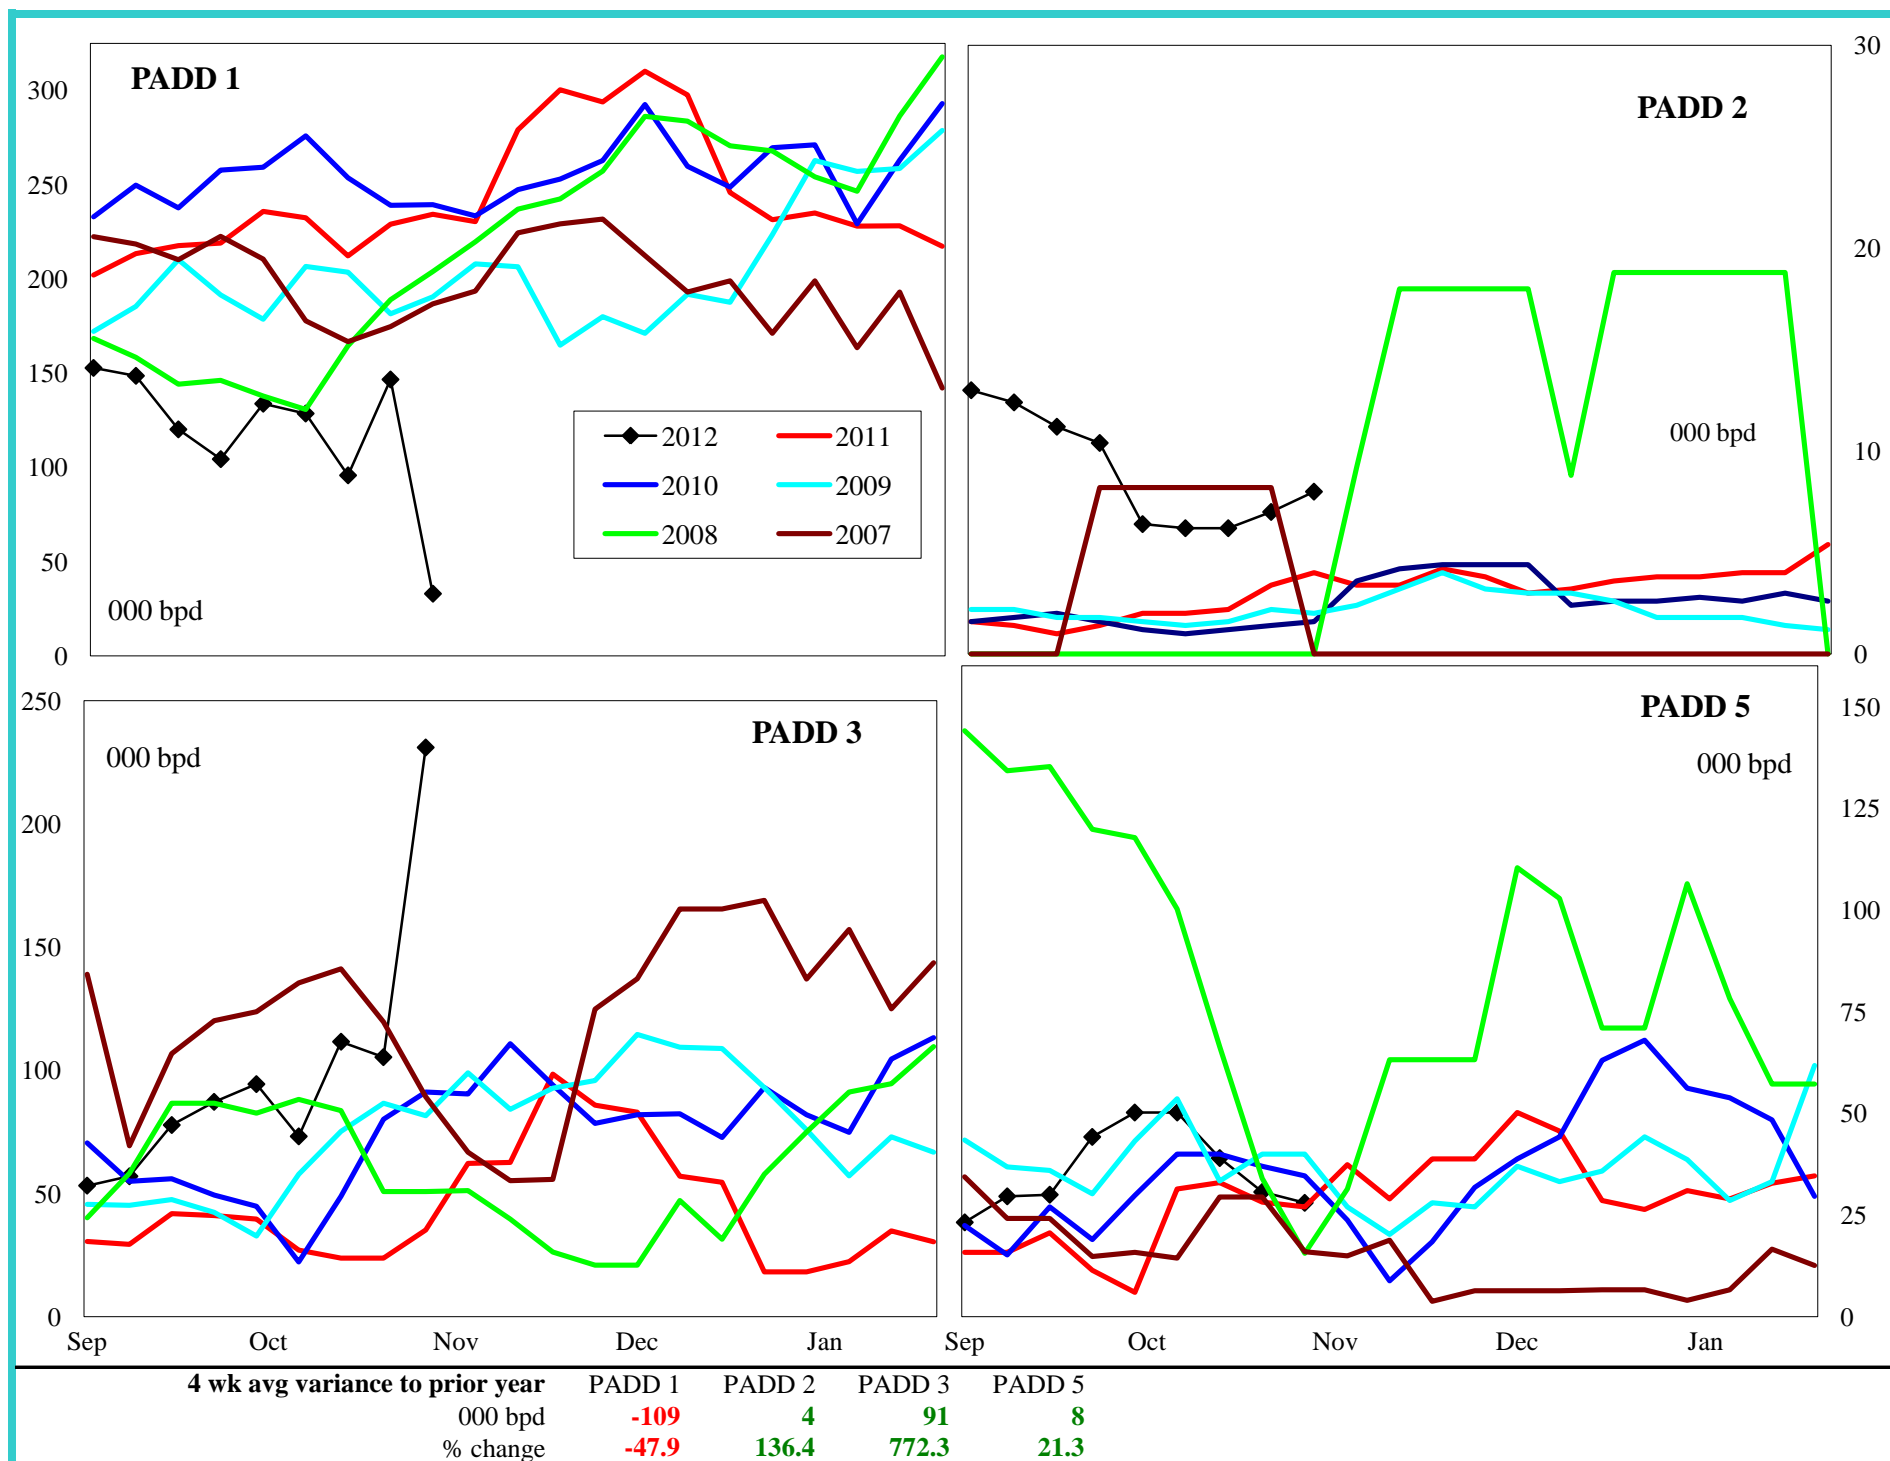 PADD 1
300
250
200
150
100
50
0
000 bpd
2012
2011
2010
2009
2008
2007
PADD 2
30
20
10
0
000 bpd
PADD 3
250
200
150
100
50
0
000 bpd
Sep Oct Nov Dec Jan
PADD 5
150
125
100
75
50
25
0
000 bpd
Sep Oct Nov Dec Jan
4 wk avg variance to prior year PADD 1 PADD 2 PADD 3 PADD 5
000 bpd -109 4 91 8
% change -47.9 136.4 772.3 21.3